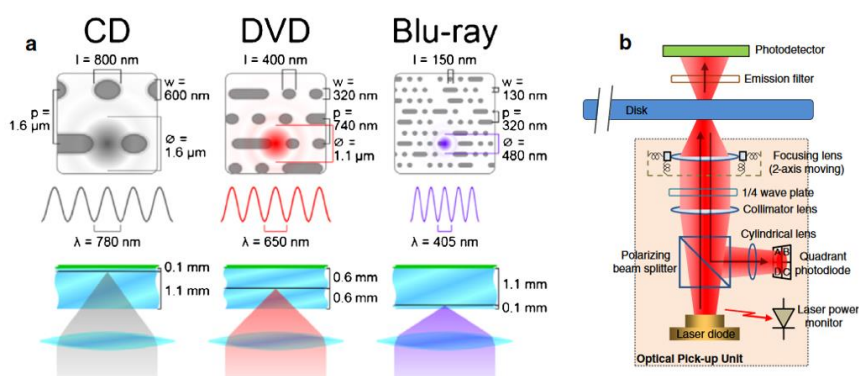 a
CD
DVD
Blu-ray
l = 800 nm
w =
600 nm
p =
1.6 µm
Ø =
1.6 µm
λ = 780 nm
0.1 mm
1.1 mm
l = 400 nm
w =
320 nm
p =
740 nm
Ø =
1.1 µm
λ = 650 nm
0.6 mm
0.6 mm
l = 150 nm
w =
130 nm
p =
320 nm
Ø =
480 nm
λ = 405 nm
1.1 mm
0.1 mm
b
Photodetector
Emission filter
Disk
Focusing lens
(2-axis moving)
1/4 wave plate
Collimator lens
Cylindrical lens
Polarizing
beam splitter
A B
D C
Quadrant
photodiode
Laser power
monitor
Laser diode
Optical Pick-up Unit